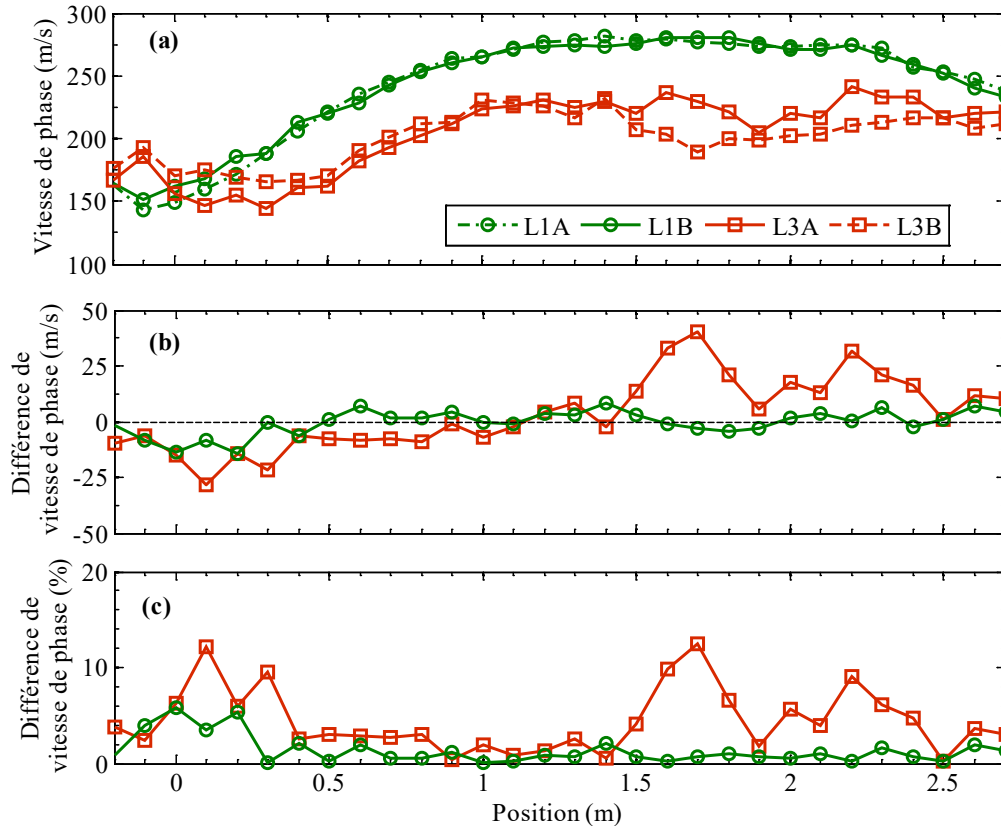 (a)
Vitesse de phase (m/s)
300
250
200
150
100
L1A L1B L3A L3B
(b)
Différence de
vitesse de phase (m/s)
50
25
0
-25
-50
(c)
Différence de
vitesse de phase (%)
20
10
0
0 0.5 1 1.5 2 2.5
Position (m)